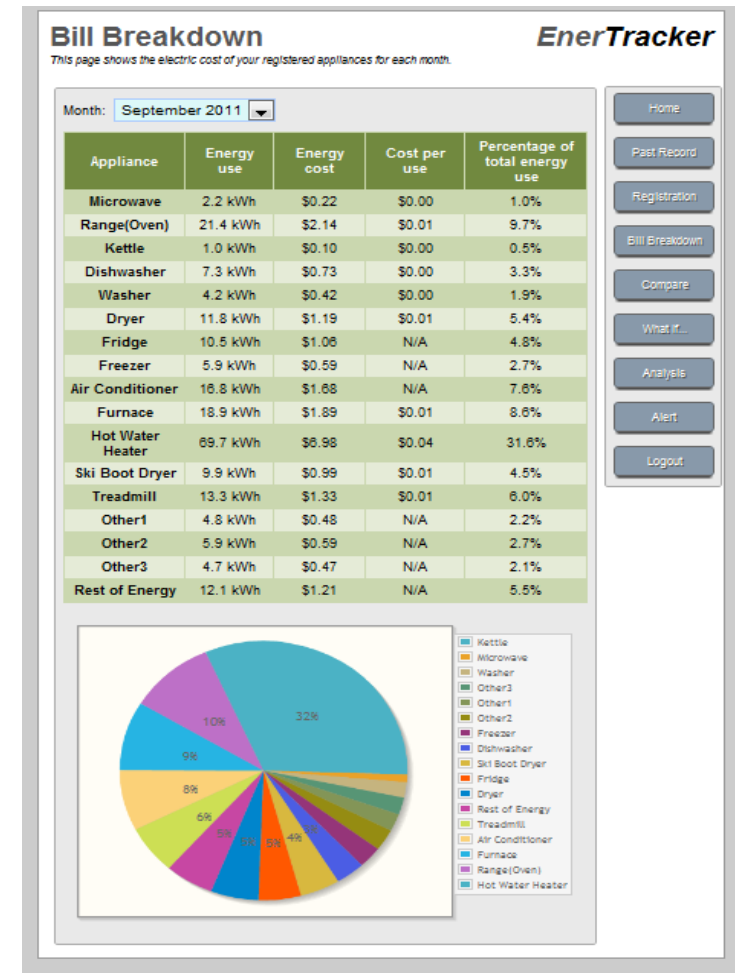 Bill Breakdown
EnerTracker
This page shows the electric cost of your registered appliances for each month.
Month: September 2011
Home
Past Record
Registration
Bill Breakdown
Compare
What if...
Analysis
Alert
Logout
Appliance Energy use Energy cost Cost per use Percentage of total energy use
Microwave 2.2 kWh $0.22 $0.00 1.0%
Range(Oven) 21.4 kWh $2.14 $0.01 9.7%
Kettle 1.0 kWh $0.10 $0.00 0.5%
Dishwasher 7.3 kWh $0.73 $0.00 3.3%
Washer 4.2 kWh $0.42 $0.00 1.9%
Dryer 11.8 kWh $1.19 $0.01 5.4%
Fridge 10.5 kWh $1.06 N/A 4.8%
Freezer 5.9 kWh $0.59 N/A 2.7%
Air Conditioner 16.8 kWh $1.68 N/A 7.6%
Furnace 18.9 kWh $1.89 $0.01 8.6%
Hot Water Heater 69.7 kWh $6.98 $0.04 31.6%
Ski Boot Dryer 9.9 kWh $0.99 $0.01 4.5%
Treadmill 13.3 kWh $1.33 $0.01 6.0%
Other1 4.8 kWh $0.48 N/A 2.2%
Other2 5.9 kWh $0.59 N/A 2.7%
Other3 4.7 kWh $0.47 N/A 2.1%
Rest of Energy 12.1 kWh $1.21 N/A 5.5%
32%
10%
9%
8%
6%
5%
5%
5%
4%
Kettle
Microwave
Washer
Other3
Other1
Other2
Freezer
Dishwasher
Ski Boot Dryer
Fridge
Dryer
Rest of Energy
Treadmill
Air Conditioner
Furnace
Range(Oven)
Hot Water Heater